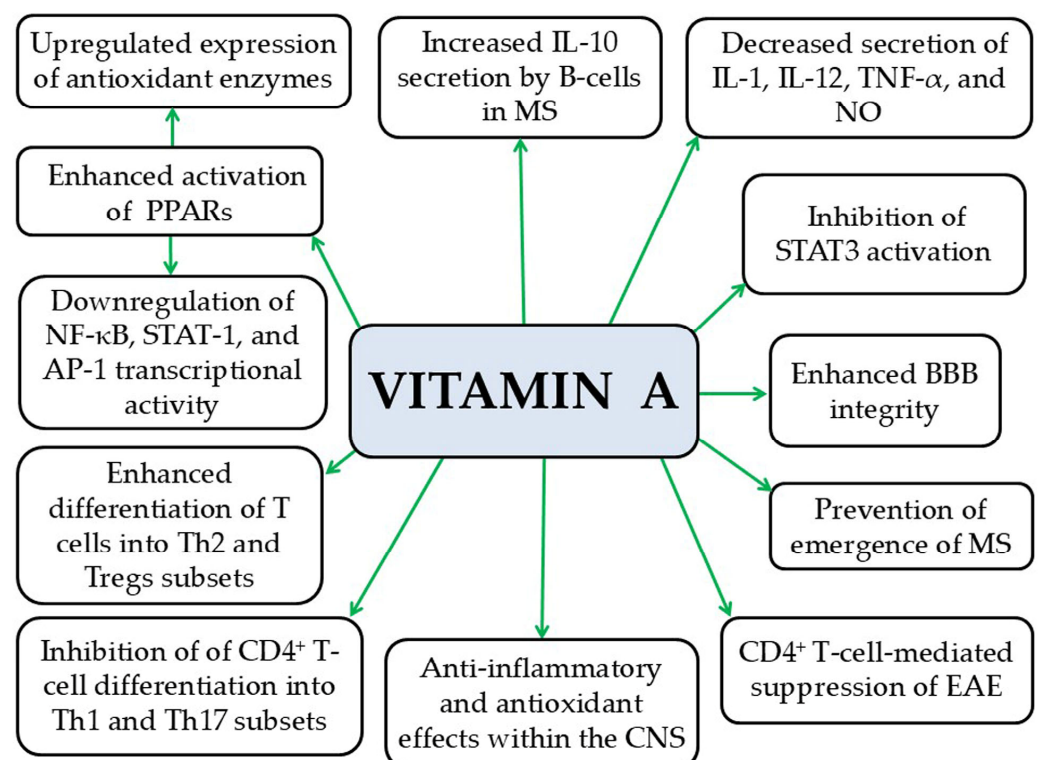 Upregulated expression
of antioxidant enzymes
Increased IL-10
secretion by B-cells
in MS
Decreased secretion of
IL-1, IL-12, TNF-α, and
NO
Enhanced activation
of PPARs
Inhibition of
STAT3 activation
Downregulation of
NF-κB, STAT-1, and
AP-1 transcriptional
activity
VITAMIN A
Enhanced BBB
integrity
Enhanced
differentiation of T
cells into Th2 and
Tregs subsets
Prevention of
emergence of MS
Inhibition of of CD4⁺ T-
cell differentiation into
Th1 and Th17 subsets
Anti-inflammatory
and antioxidant
effects within the CNS
CD4⁺ T-cell-mediated
suppression of EAE